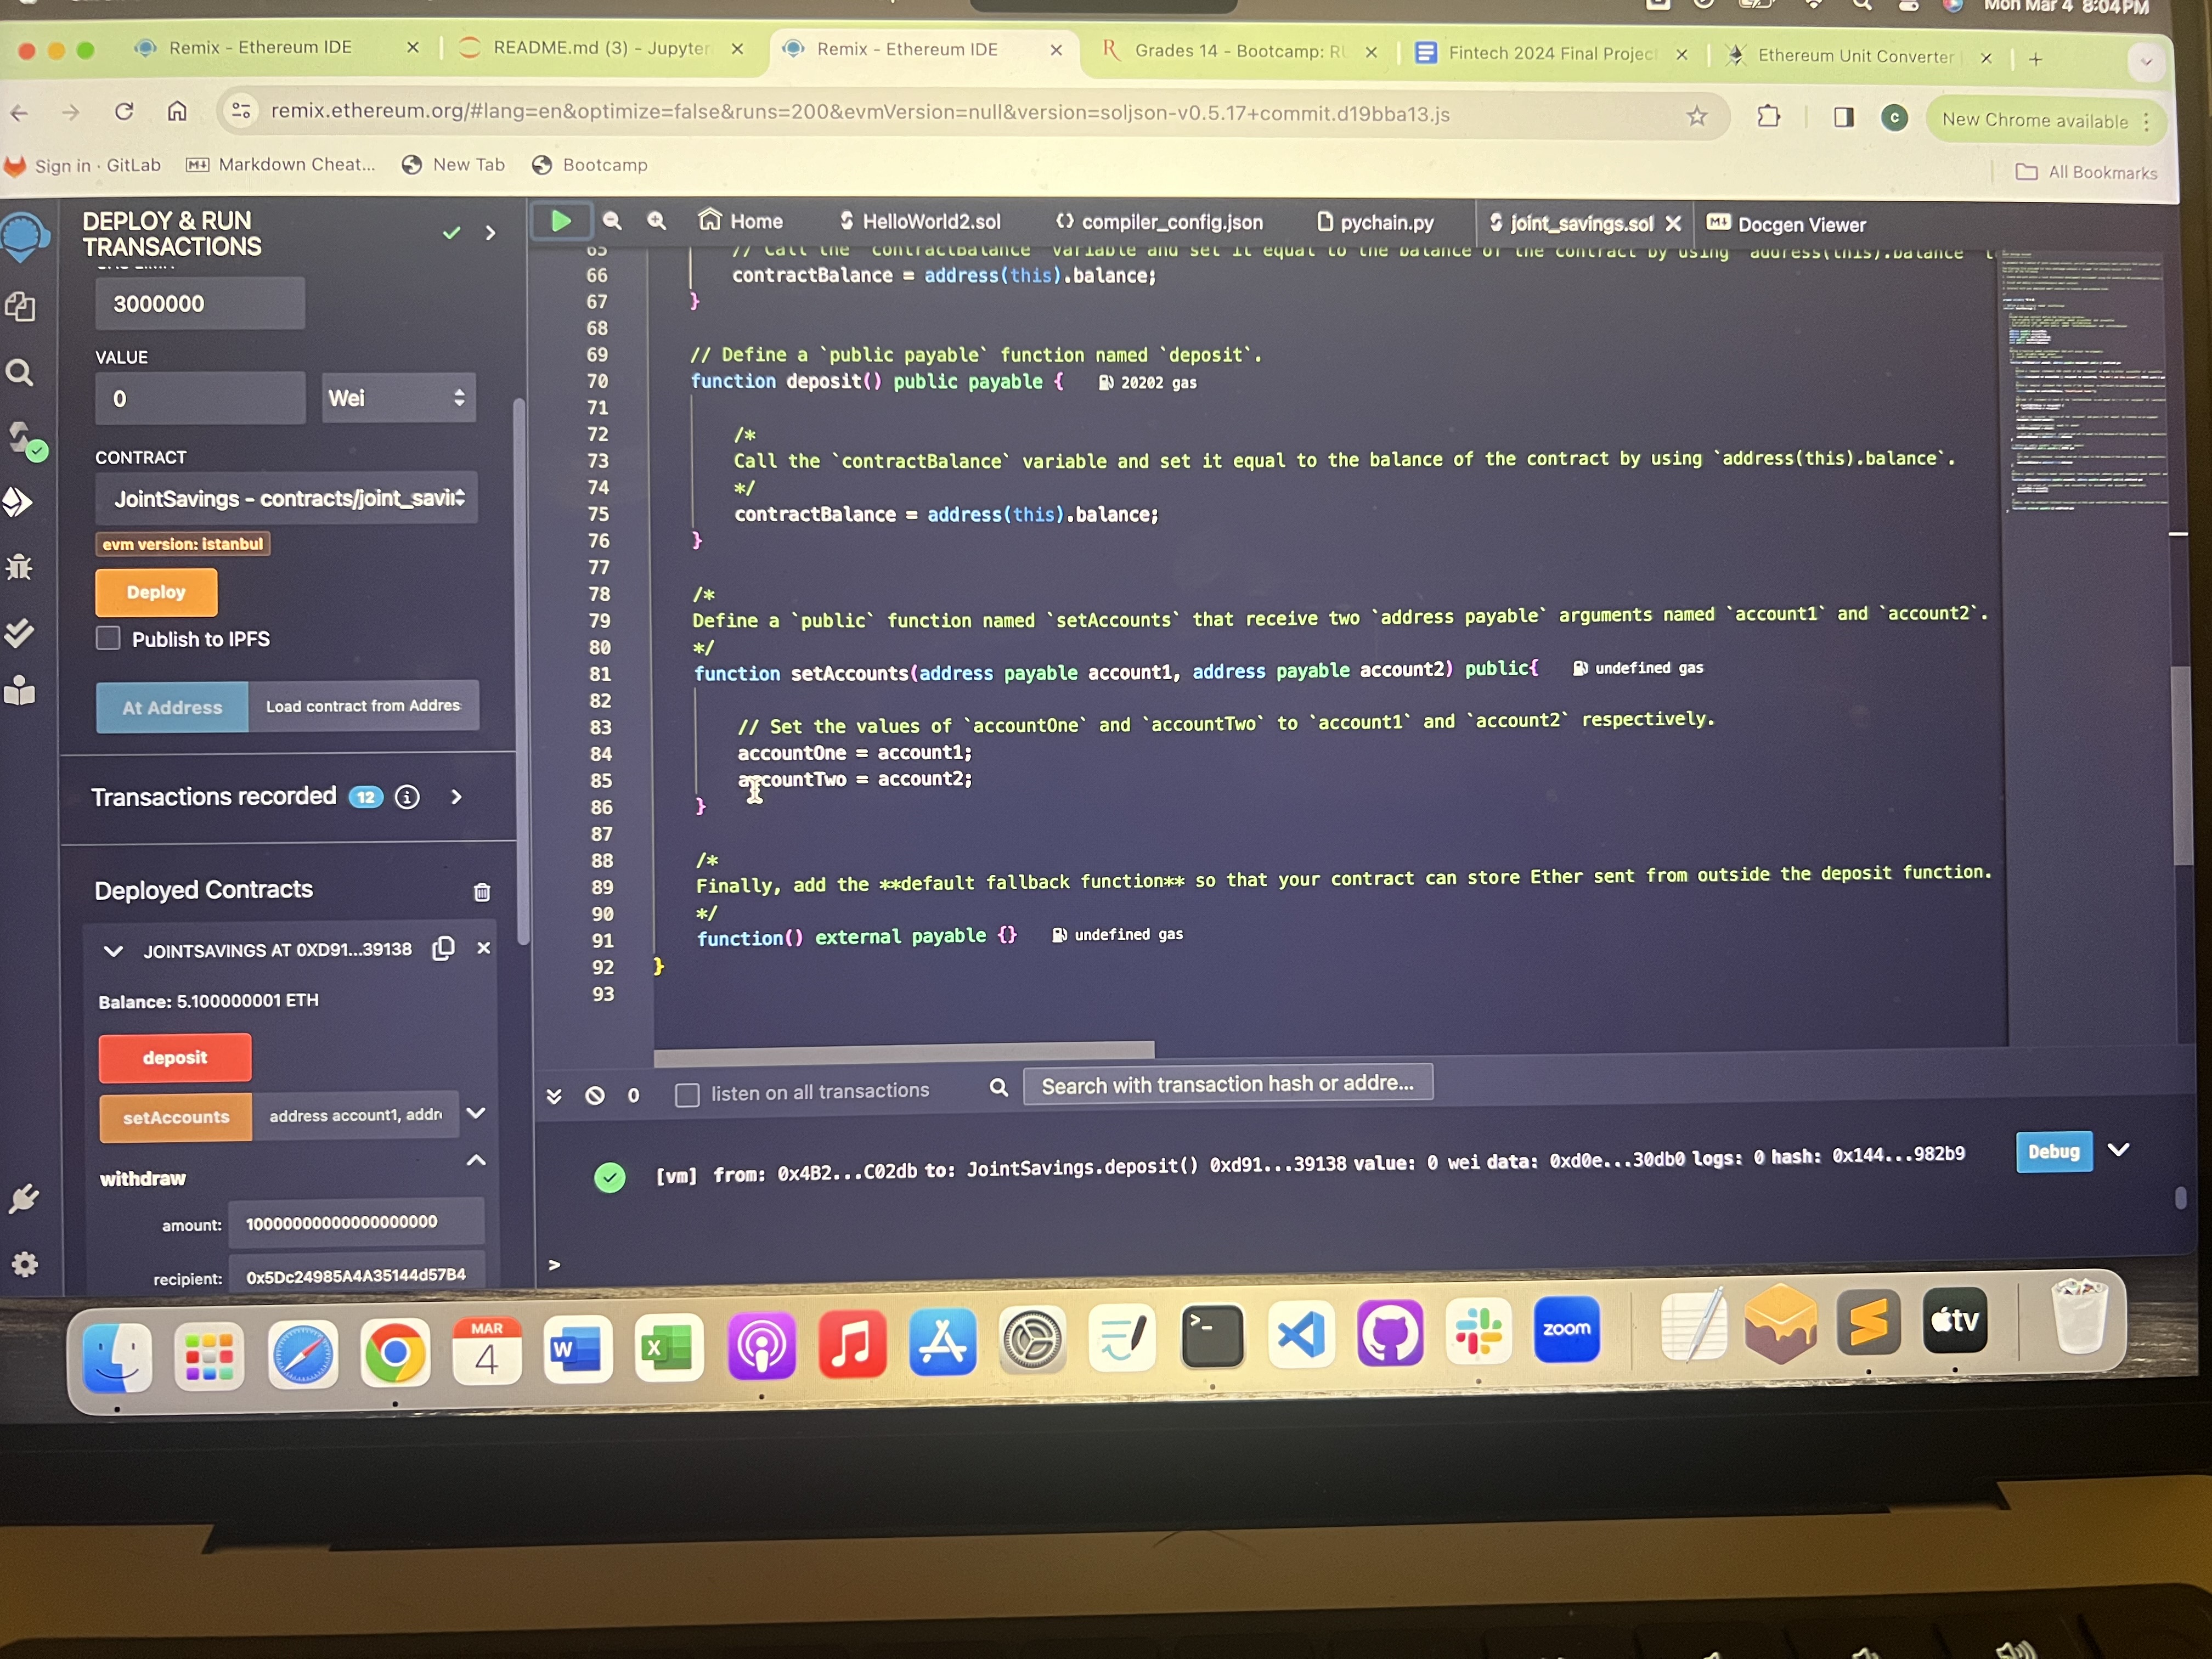 Mon Mar 4 8:04PM
Remix - Ethereum IDE
README.md (3) - Jupyter
Remix - Ethereum IDE
Grades 14 - Bootcamp: RU
Fintech 2024 Final Project
Ethereum Unit Converter
remix.ethereum.org/#lang=en&optimize=false&runs=200&evmVersion=null&version=soljson-v0.5.17+commit.d19bba13.js
C
New Chrome available
Sign in · GitLab
Markdown Cheat...
New Tab
Bootcamp
All Bookmarks
DEPLOY & RUN
TRANSACTIONS
3000000
VALUE
0
Wei
CONTRACT
JointSavings - contracts/joint_savin
evm version: istanbul
Deploy
Publish to IPFS
At Address
Load contract from Addres
Transactions recorded 12 i
Deployed Contracts
JOINTSAVINGS AT 0XD91...39138
Balance: 5.100000001 ETH
deposit
setAccounts
address account1, addre
withdraw
amount: 10000000000000000000
recipient: 0x5Dc24985A4A35144d57B4
Home
HelloWorld2.sol
compiler_config.json
pychain.py
joint_savings.sol
Docgen Viewer
65 // Call the `contractBalance` variable and set it equal to the balance of the contract by using `address(this).balance` t
66 contractBalance = address(this).balance;
67 }
68
69 // Define a `public payable` function named `deposit`.
70 function deposit() public payable { 20202 gas
71
72 /*
73 Call the `contractBalance` variable and set it equal to the balance of the contract by using `address(this).balance`.
74 */
75 contractBalance = address(this).balance;
76 }
77
78 /*
79 Define a `public` function named `setAccounts` that receive two `address payable` arguments named `account1` and `account2`.
80 */
81 function setAccounts(address payable account1, address payable account2) public{ undefined gas
82
83 // Set the values of `accountOne` and `accountTwo` to `account1` and `account2` respectively.
84 accountOne = account1;
85 accountTwo = account2;
86 }
87
88 /*
89 Finally, add the **default fallback function** so that your contract can store Ether sent from outside the deposit function.
90 */
91 function() external payable {} undefined gas
92 }
93
0
listen on all transactions
Search with transaction hash or addre...
[vm] from: 0x4B2...C02db to: JointSavings.deposit() 0xd91...39138 value: 0 wei data: 0xd0e...30db0 logs: 0 hash: 0x144...982b9
Debug
>
MAR
4
W
X
>_
zoom
tv